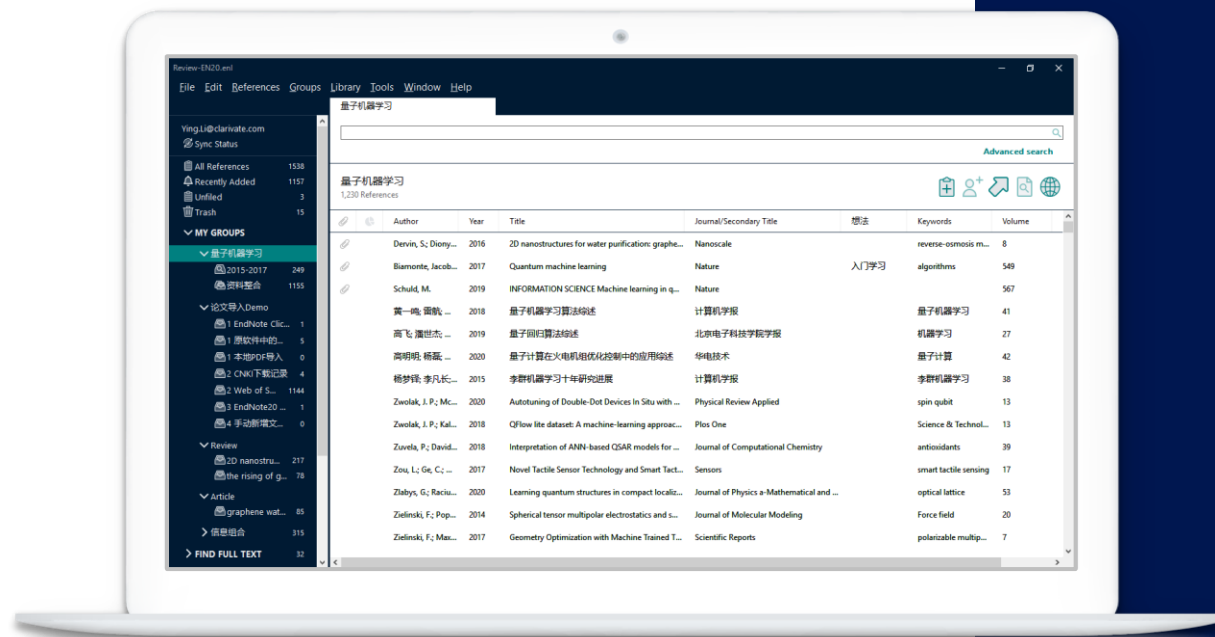 Review-EN20.enl
File Edit References Groups Library Tools Window Help
量子机器学习
Ying.Li@clarivate.com
Sync Status
All References 1538
Recently Added 1157
Unfiled 3
Trash 15
MY GROUPS
量子机器学习
2015-2017 249
资料整合 1155
论文导入Demo
1 EndNote Clic... 1
1 原软件中的... 5
1 本地PDF导入 0
2 CNKI下载记录 4
2 Web of S... 1144
3 EndNote20 ... 1
4 手动新增文... 0
Review
2D nanostru... 217
the rising of g... 78
Article
graphene wat... 85
信息组合 315
FIND FULL TEXT 32
Advanced search
量子机器学习
1,230 References
Author Year Title Journal/Secondary Title 想法 Keywords Volume
Dervin, S.; Diony... 2016 2D nanostructures for water purification: graphe... Nanoscale reverse-osmosis m... 8
Biamonte, Jacob... 2017 Quantum machine learning Nature 入门学习 algorithms 549
Schuld, M. 2019 INFORMATION SCIENCE Machine learning in q... Nature 567
黄一鸣; 雷航; ... 2018 量子机器学习算法综述 计算机学报 量子机器学习 41
高飞; 潘世杰; ... 2019 量子回归算法综述 北京电子科技学院学报 机器学习 27
高明明; 杨磊; ... 2020 量子计算在火电机组优化控制中的应用综述 华电技术 量子计算 42
杨梦铎; 李凡长;... 2015 李群机器学习十年研究进展 计算机学报 李群机器学习 38
Zwolak, J. P.; Mc... 2020 Autotuning of Double-Dot Devices In Situ with ... Physical Review Applied spin qubit 13
Zwolak, J. P.; Kal... 2018 QFlow lite dataset: A machine-learning approac... Plos One Science & Technol... 13
Zuvela, P.; David... 2018 Interpretation of ANN-based QSAR models for ... Journal of Computational Chemistry antioxidants 39
Zou, L.; Ge, C.; ... 2017 Novel Tactile Sensor Technology and Smart Tact... Sensors smart tactile sensing 17
Zlabys, G.; Raciu... 2020 Learning quantum structures in compact localiz... Journal of Physics a-Mathematical and ... optical lattice 53
Zielinski, F.; Pop... 2014 Spherical tensor multipolar electrostatics and s... Journal of Molecular Modeling Force field 20
Zielinski, F.; Max... 2017 Geometry Optimization with Machine Trained T... Scientific Reports polarizable multip... 7